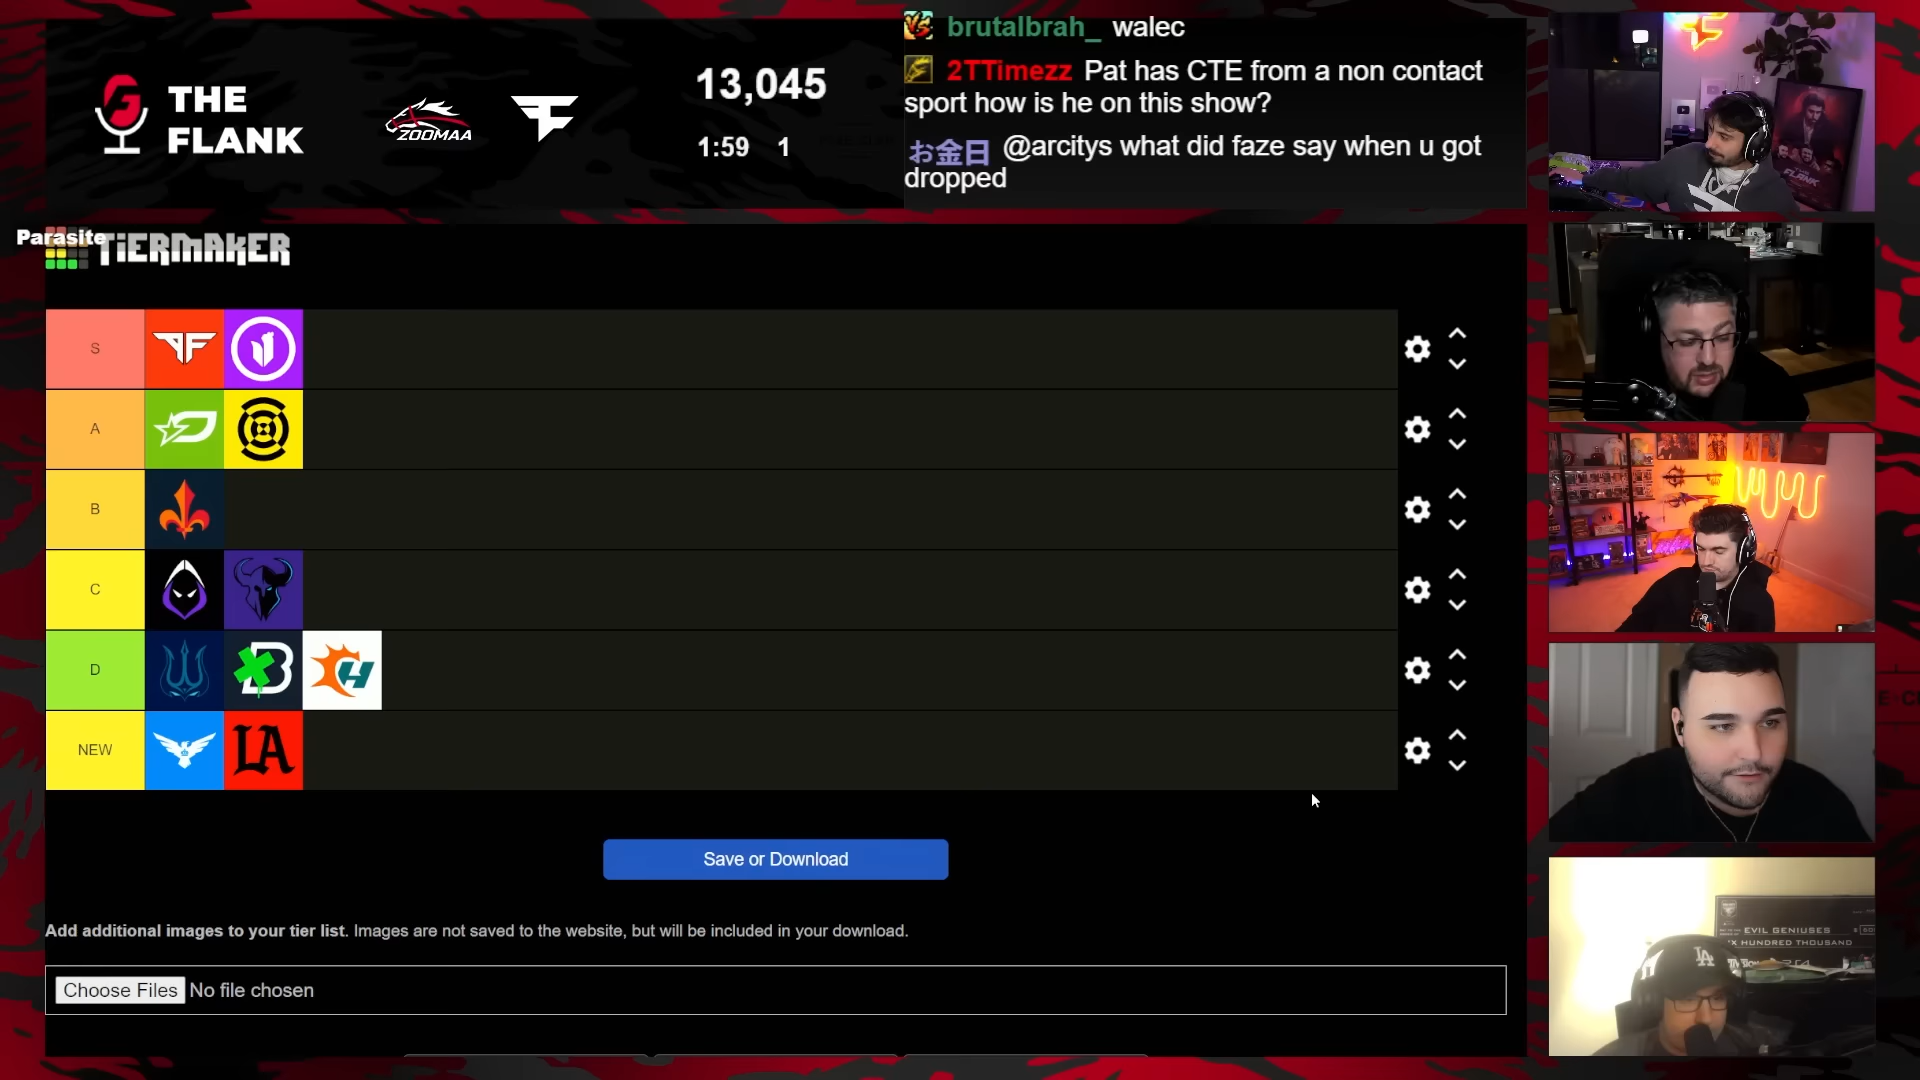 THE
FLANK
ZOOMAA
13,045
1:59 1
brutalbrah_ walec
2TTimezz Pat has CTE from a non contact
sport how is he on this show?
お金日 @arcitys what did faze say when u got
dropped
Parasite
TiERMAKER
S
A
B
C
D
B
H
NEW
LA
Save or Download
Add additional images to your tier list. Images are not saved to the website, but will be included in your download.
Choose Files No file chosen
EVIL GENIUSES
HUNDRED THOUSAND
LA